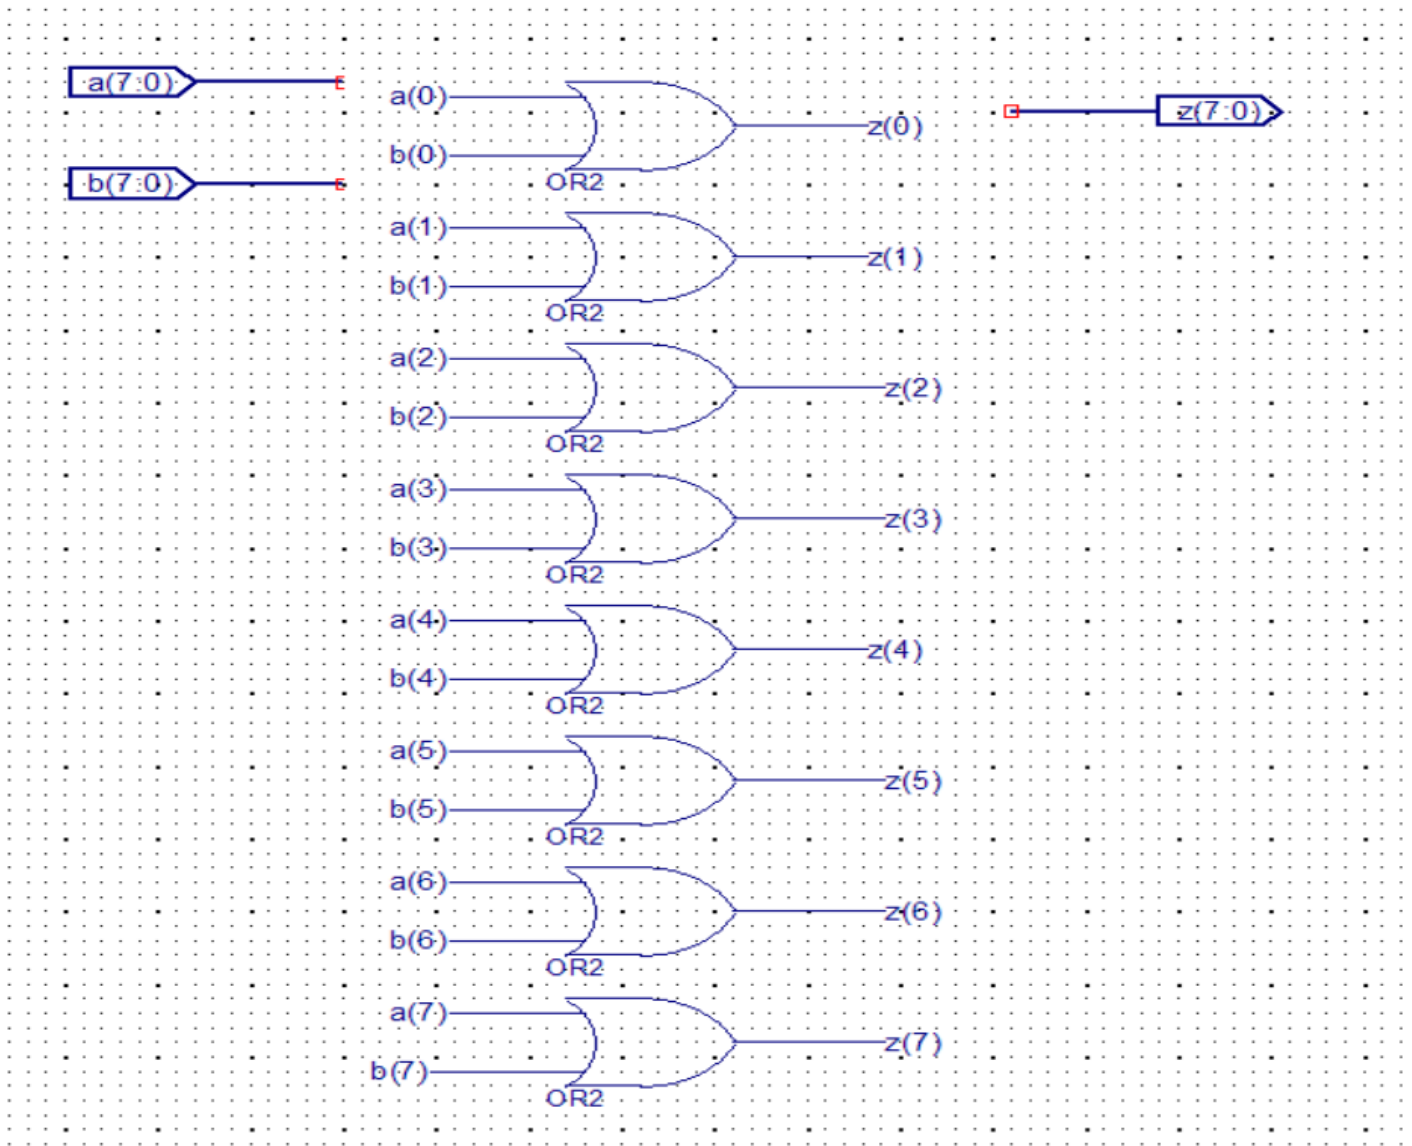 a(7:0)
b(7:0)
a(0)
b(0)
OR2
z(0)
z(7:0)
a(1)
b(1)
OR2
z(1)
a(2)
b(2)
OR2
z(2)
a(3)
b(3)
OR2
z(3)
a(4)
b(4)
OR2
z(4)
a(5)
b(5)
OR2
z(5)
a(6)
b(6)
OR2
z(6)
a(7)
b(7)
OR2
z(7)